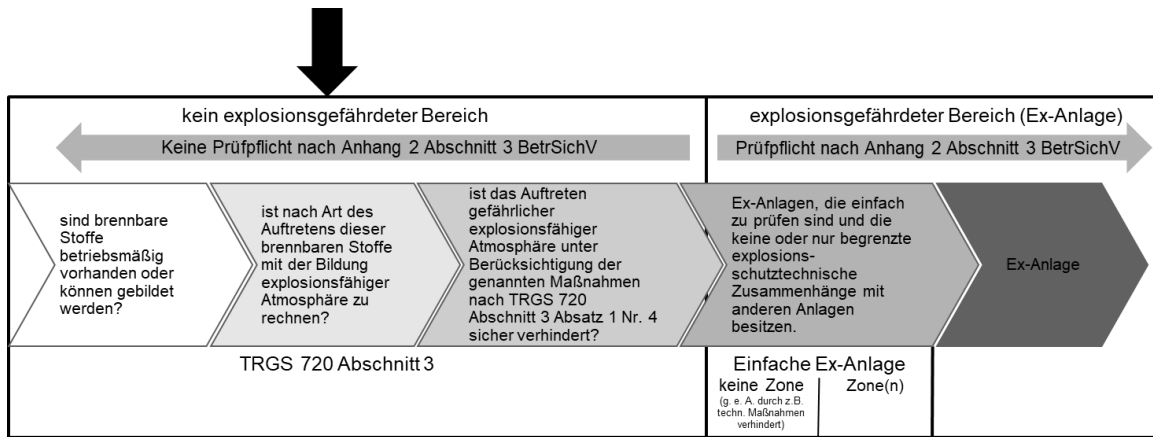 kein explosionsgefährdeter Bereich
explosionsgefährdeter Bereich (Ex-Anlage)
Keine Prüfpflicht nach Anhang 2 Abschnitt 3 BetrSichV
Prüfpflicht nach Anhang 2 Abschnitt 3 BetrSichV
sind brennbare
Stoffe
betriebsmäßig
vorhanden oder
können gebildet
werden?
ist nach Art des
Auftretens dieser
brennbaren Stoffe
mit der Bildung
explosionsfähiger
Atmosphäre zu
rechnen?
ist das Auftreten
gefährlicher
explosionsfähiger
Atmosphäre unter
Berücksichtigung der
genannten Maßnahmen
nach TRGS 720
Abschnitt 3 Absatz 1 Nr. 4
sicher verhindert?
Ex-Anlagen, die einfach
zu prüfen sind und die
keine oder nur begrenzte
explosions-
schutztechnische
Zusammenhänge mit
anderen Anlagen
besitzen.
Ex-Anlage
TRGS 720 Abschnitt 3
Einfache Ex-Anlage
keine Zone
(g. e. A. durch z.B.
techn. Maßnahmen
verhindert)
Zone(n)